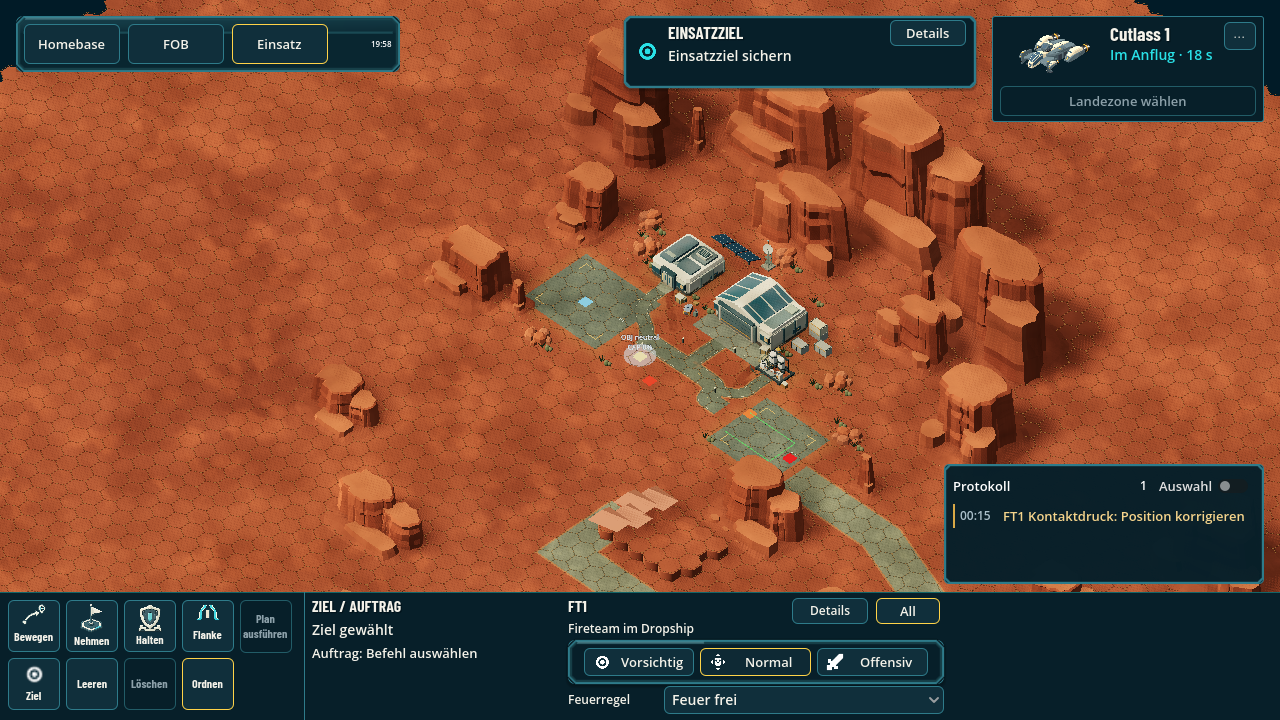 Homebase
FOB
Einsatz
19:58
EINSATZZIEL
Einsatzziel sichern
Details
Cutlass 1
Im Anflug · 18 s
...
Landezone wählen
OBJ neutral
Protokoll
1
Auswahl
00:15
FT1 Kontaktdruck: Position korrigieren
Bewegen
Nehmen
Halten
Flanke
Plan
ausführen
Ziel
Leeren
Löschen
Ordnen
ZIEL / AUFTRAG
Ziel gewählt
Auftrag: Befehl auswählen
FT1
Details
All
Fireteam im Dropship
Vorsichtig
Normal
Offensiv
Feuerregel
Feuer frei